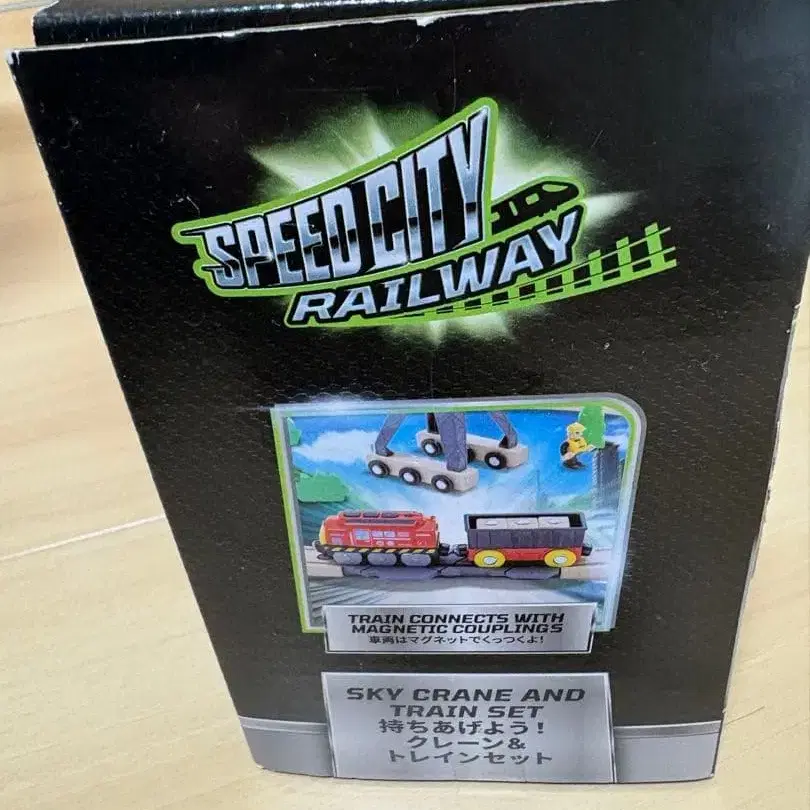 SPEED CITY
RAILWAY
TRAIN CONNECTS WITH
MAGNETIC COUPLINGS
車両はマグネットでくっつくよ!
SKY CRANE AND
TRAIN SET
持ちあげよう!
クレーン&
トレインセット